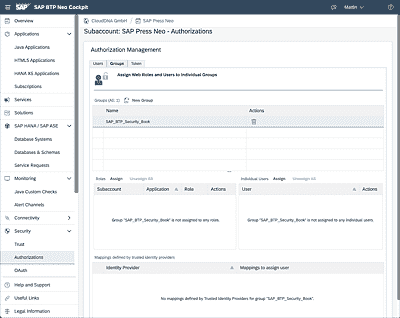 SAP SAP BTP Neo Cockpit
Martin
Overview
Applications
Java Applications
HTML5 Applications
HANA XS Applications
Subscriptions
Services
Solutions
SAP HANA / SAP ASE
Database Systems
Databases & Schemas
Service Requests
Monitoring
Java Custom Checks
Alert Channels
Connectivity
Security
Trust
Authorizations
OAuth
Help and Support
Useful Links
Legal Information
CloudDNA GmbH / SAP Press Neo
Subaccount: SAP Press Neo - Authorizations
Authorization Management
Users Groups Token
Assign Web Roles and Users to Individual Groups
Groups (All: 1) New Group
Name Actions
SAP_BTP_Security_Book
Roles Assign Unassign All
Subaccount Application Role Actions
Group "SAP_BTP_Security_Book" is not assigned to any roles.
Individual Users Assign Unassign All
User Actions
Group "SAP_BTP_Security_Book" is not assigned to any individual users.
Mappings defined by trusted identity providers
Identity Provider Mappings to assign user
No mappings defined by Trusted Identity Providers for group "SAP_BTP_Security_Book".